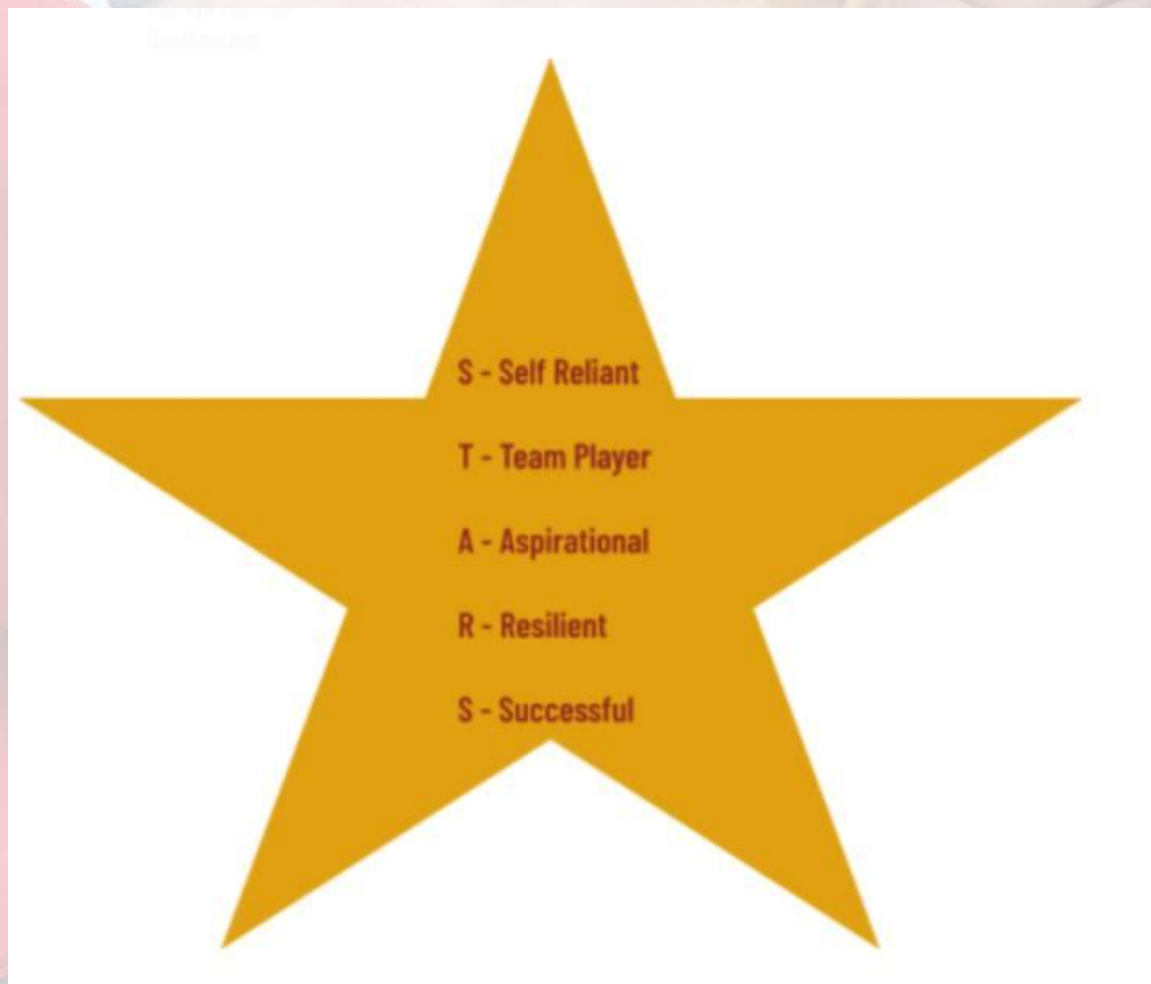 S - Self Reliant
T - Team Player
A - Aspirational
R - Resilient
S - Successful